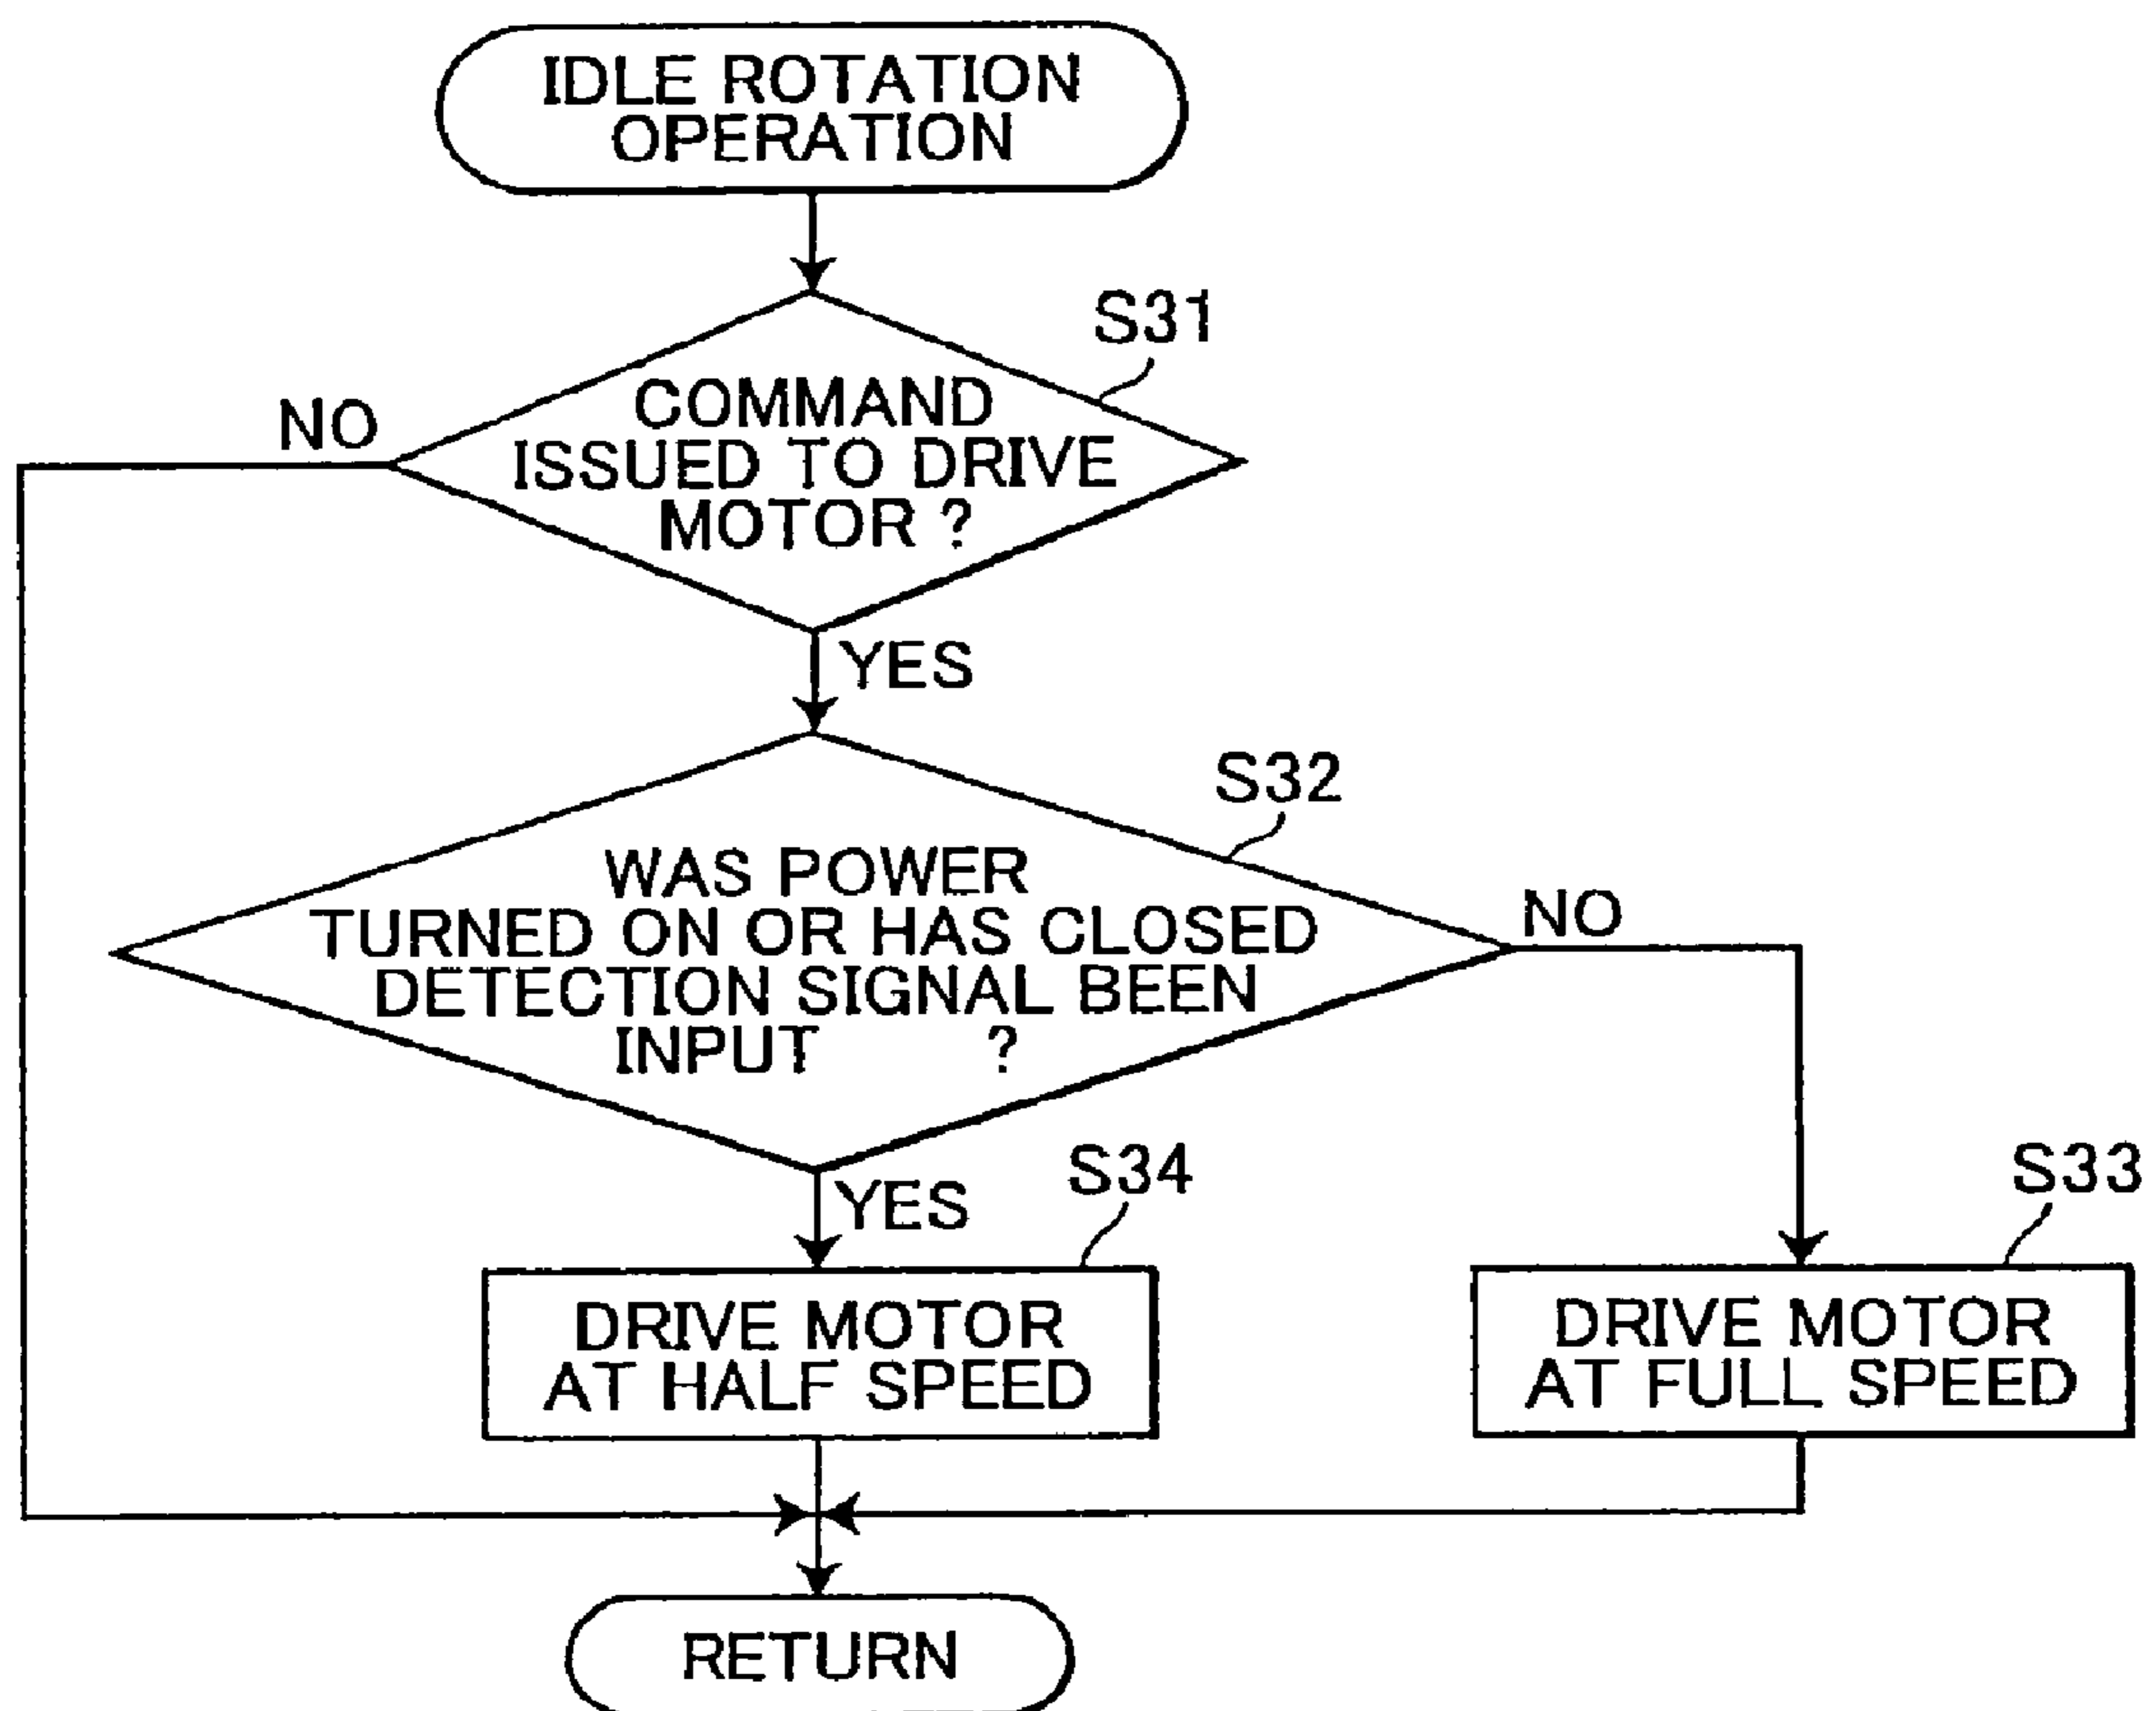 IDLE ROTATION
OPERATION
S31
COMMAND
ISSUED TO DRIVE
MOTOR ?
NO
YES
S32
WAS POWER
TURNED ON OR HAS CLOSED
DETECTION SIGNAL BEEN
INPUT ?
NO
YES
S34
S33
DRIVE MOTOR
AT HALF SPEED
DRIVE MOTOR
AT FULL SPEED
RETURN